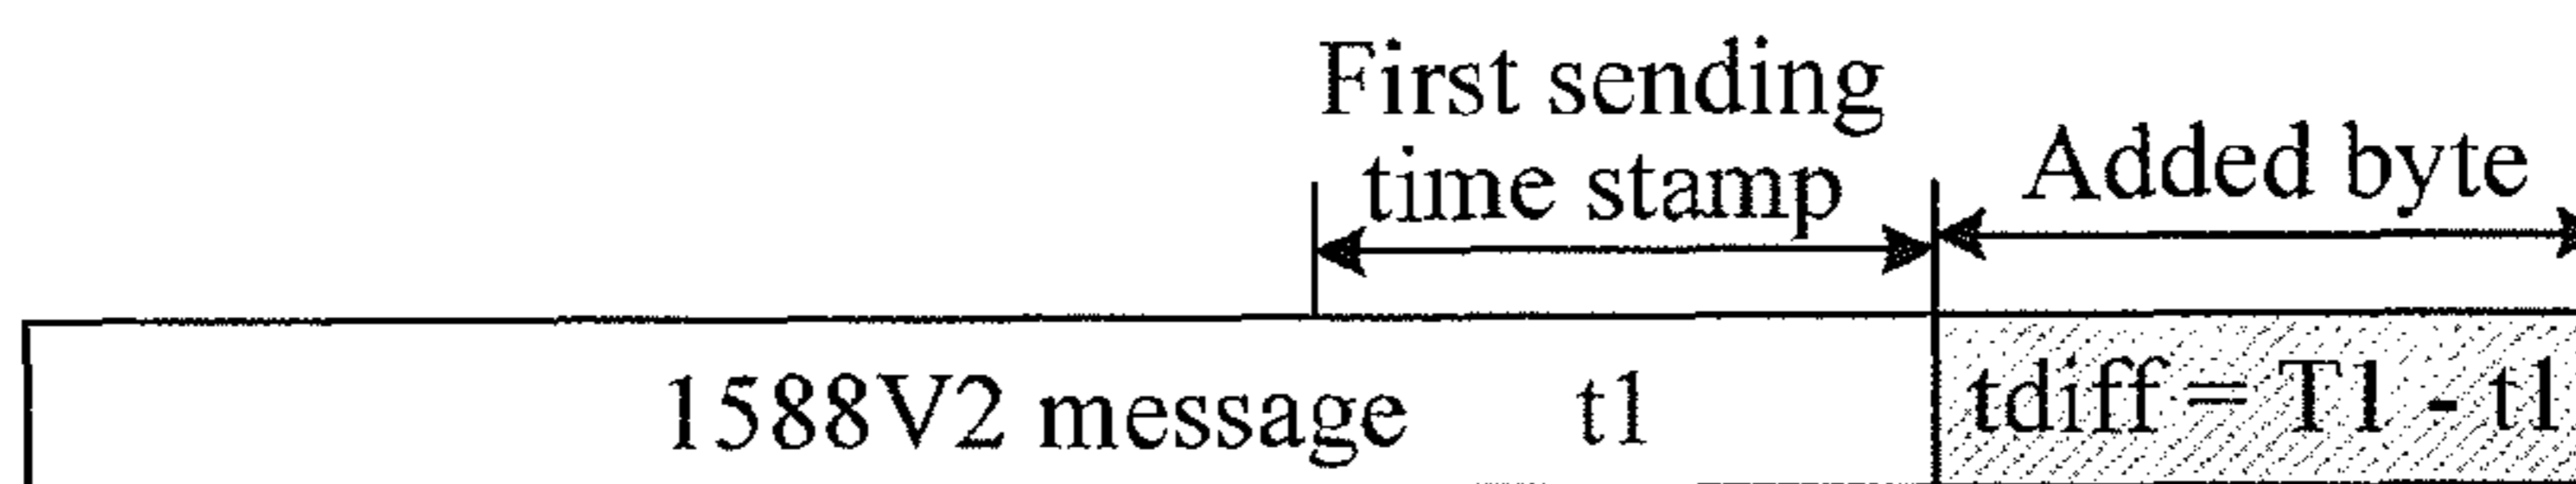 First sending
time stamp
Added byte
1588V2 message t1 tdiff = T1 - t1